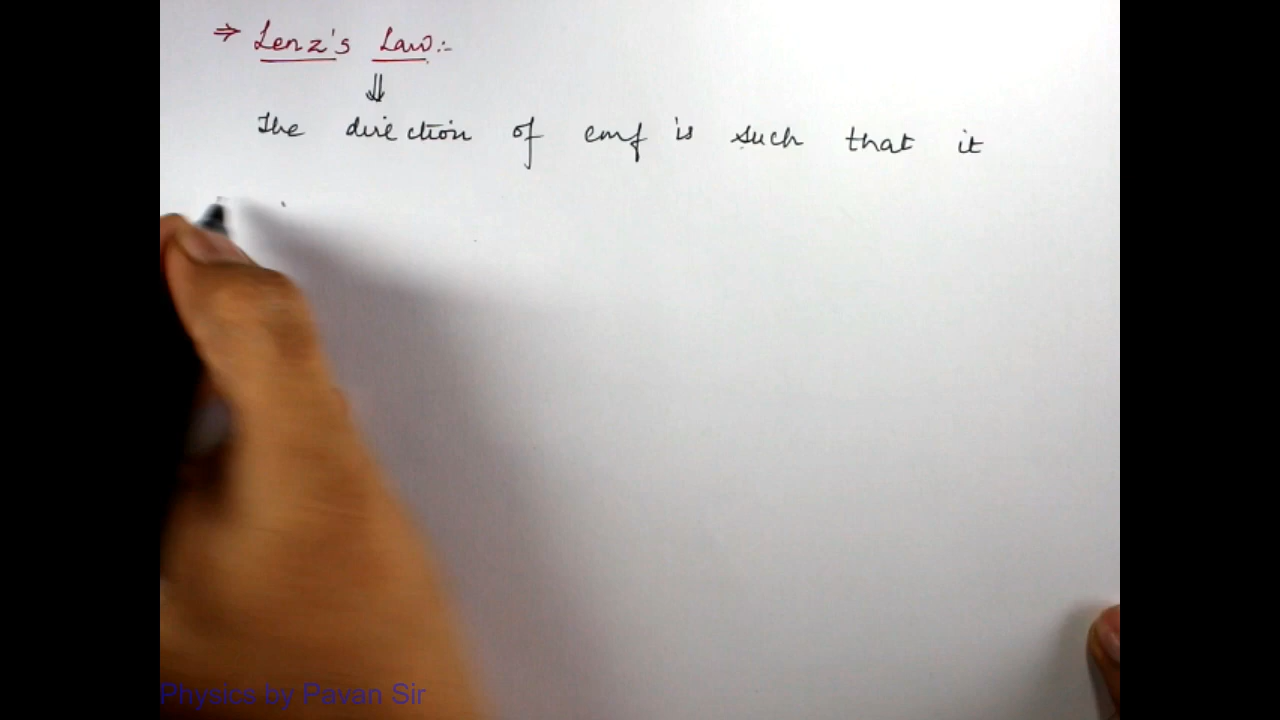 ⇒ Lenz's Law:-
⇓
The direction of emf is such that it
Physics by Pavan Sir